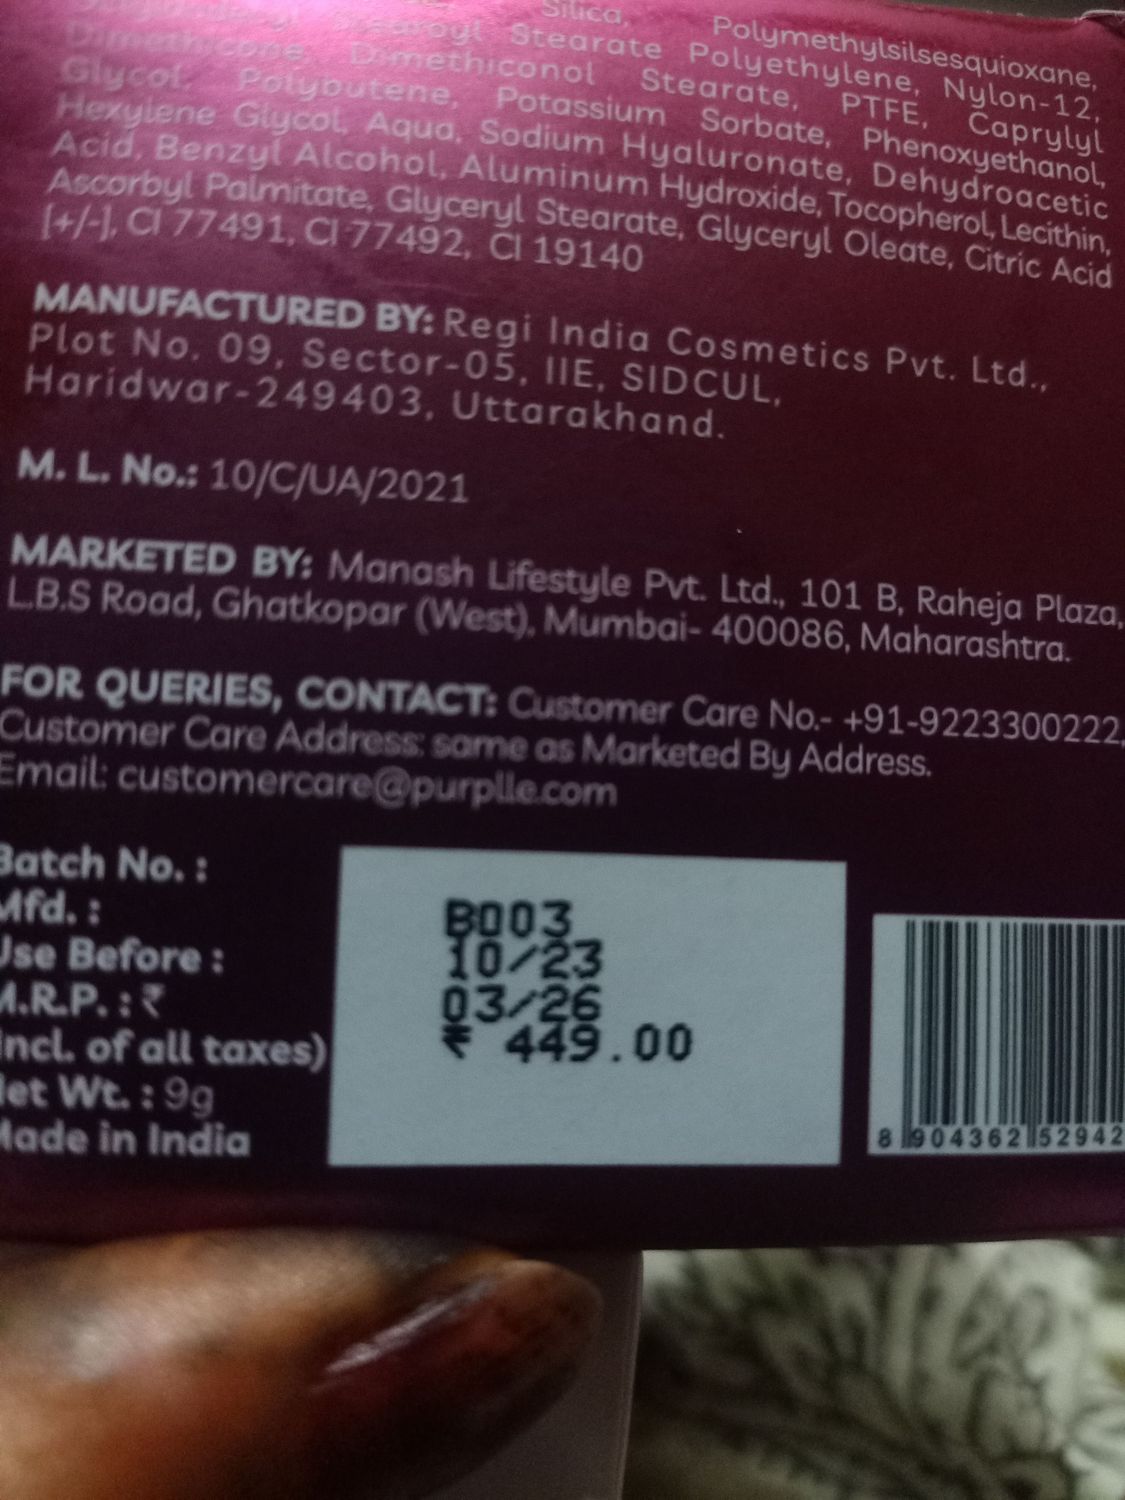 Silica, Polymethylsilsesquioxane,
Stearoyl Stearate Polyethylene, Nylon-12,
Dimethicone, Dimethiconol Stearate, PTFE, Caprylyl
Glycol, Polybutene, Potassium Sorbate, Phenoxyethanol,
Hexylene Glycol, Aqua, Sodium Hyaluronate, Dehydroacetic
Acid, Benzyl Alcohol, Aluminum Hydroxide, Tocopherol, Lecithin,
Ascorbyl Palmitate, Glyceryl Stearate, Glyceryl Oleate, Citric Acid
[+/-], CI 77491, CI 77492, CI 19140
MANUFACTURED BY: Regi India Cosmetics Pvt. Ltd.,
Plot No. 09, Sector-05, IIE, SIDCUL,
Haridwar-249403, Uttarakhand.
M. L. No.: 10/C/UA/2021
MARKETED BY: Manash Lifestyle Pvt. Ltd., 101 B, Raheja Plaza,
L.B.S Road, Ghatkopar (West), Mumbai- 400086, Maharashtra.
FOR QUERIES, CONTACT: Customer Care No.- +91-9223300222,
Customer Care Address: same as Marketed By Address.
Email: customercare@purplle.com
Batch No. : B003
Mfd. : 10/23
Use Before : 03/26
M.R.P. : ₹ ₹ 449.00
Incl. of all taxes)
Net Wt. : 9g
Made in India
8 904362 52942